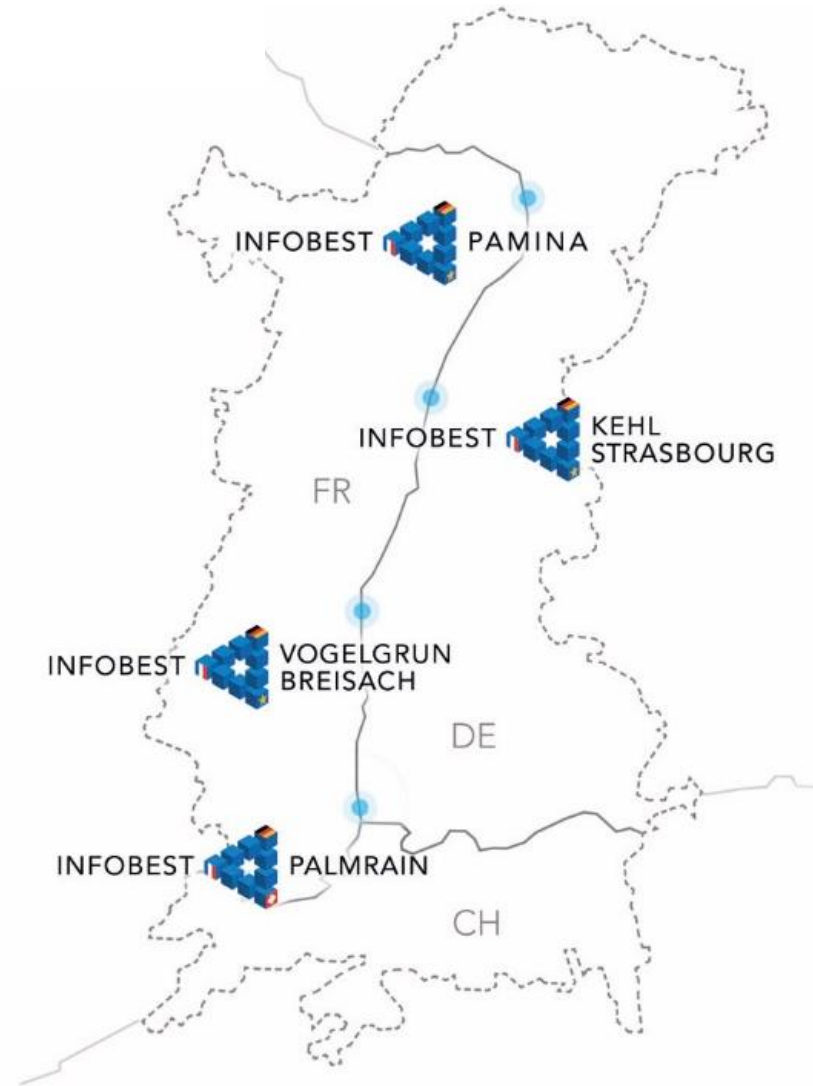 INFOBEST PAMINA
INFOBEST KEHL
STRASBOURG
FR
INFOBEST VOGELGRUN
BREISACH
DE
INFOBEST PALMRAIN
CH